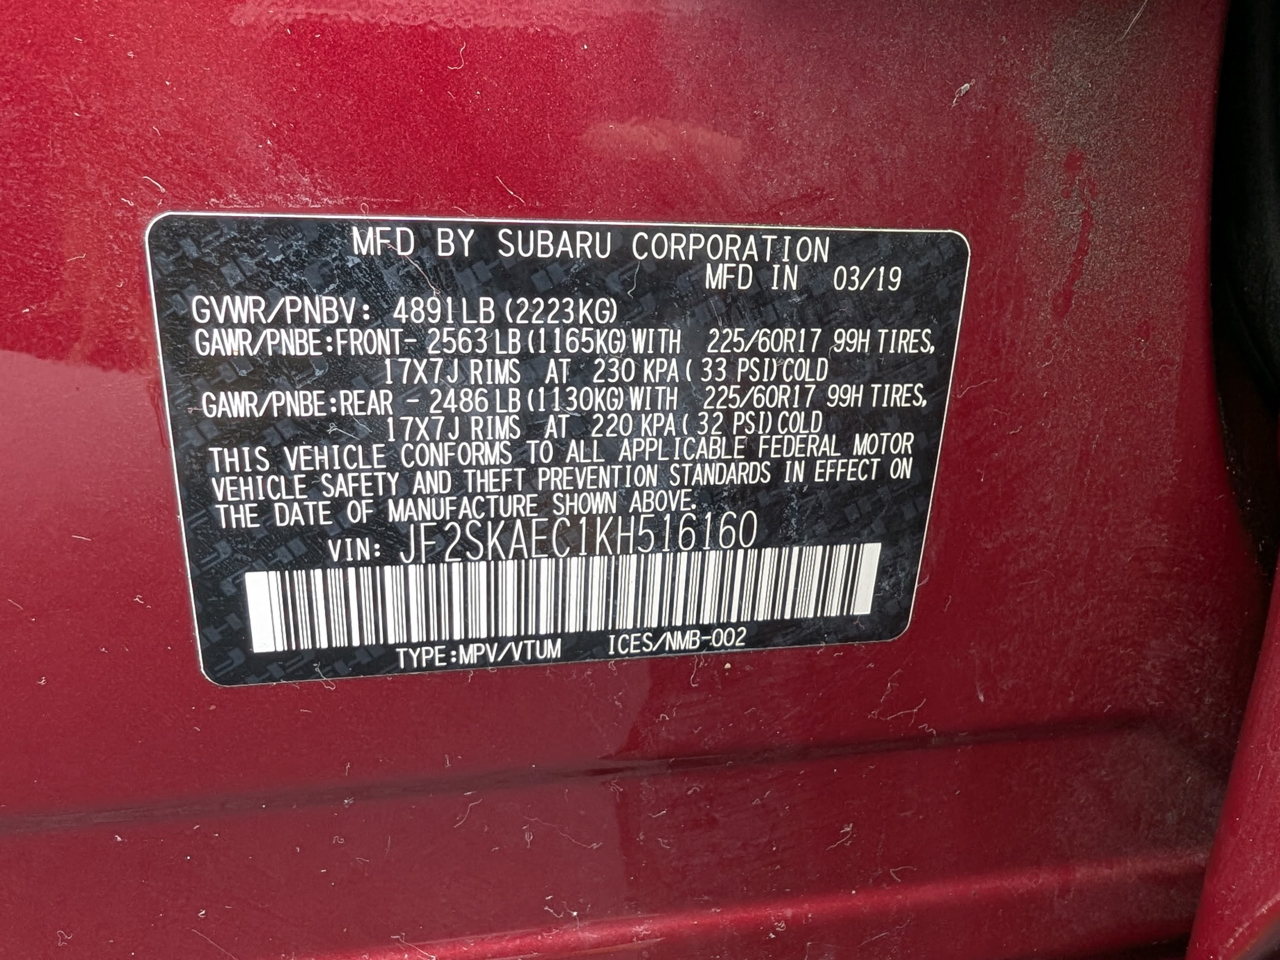 MFD BY SUBARU CORPORATION
MFD IN 03/19
GVWR/PNBV: 4891LB (2223KG)
GAWR/PNBE:FRONT- 2563LB (1165KG) WITH 225/60R17 99H TIRES,
17X7J RIMS AT 230 KPA( 33 PSI) COLD
GAWR/PNBE:REAR - 2486LB (1130KG) WITH 225/60R17 99H TIRES,
17X7J RIMS AT 220 KPA( 32 PSI) COLD
THIS VEHICLE CONFORMS TO ALL APPLICABLE FEDERAL MOTOR
VEHICLE SAFETY AND THEFT PREVENTION STANDARDS IN EFFECT ON
THE DATE OF MANUFACTURE SHOWN ABOVE.
VIN: JF2SKAEC1KH516160
TYPE:MPV/VTUM ICES/NMB-002